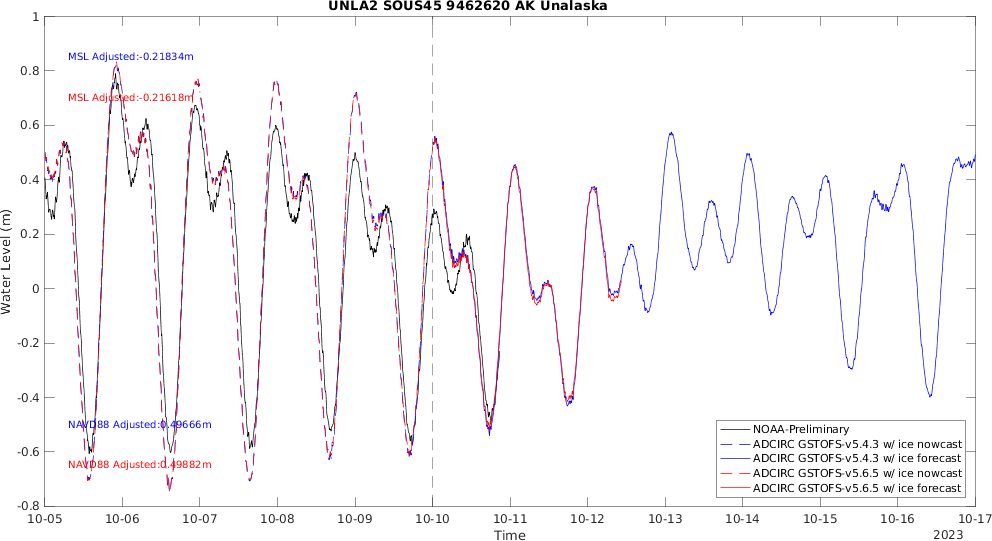 UNLA2 SOUS45 9462620 AK Unalaska
1
0.8
0.6
0.4
0.2
0
-0.2
-0.4
-0.6
-0.8
Water Level (m)
MSL Adjusted:-0.21834m
MSL Adjusted:-0.21618m
NAVD88 Adjusted:0.49666m
NAVD88 Adjusted:0.49882m
NOAA-Preliminary
ADCIRC GSTOFS-v5.4.3 w/ ice nowcast
ADCIRC GSTOFS-v5.4.3 w/ ice forecast
ADCIRC GSTOFS-v5.6.5 w/ ice nowcast
ADCIRC GSTOFS-v5.6.5 w/ ice forecast
10-05 10-06 10-07 10-08 10-09 10-10 10-11 10-12 10-13 10-14 10-15 10-16 10-17
Time
2023